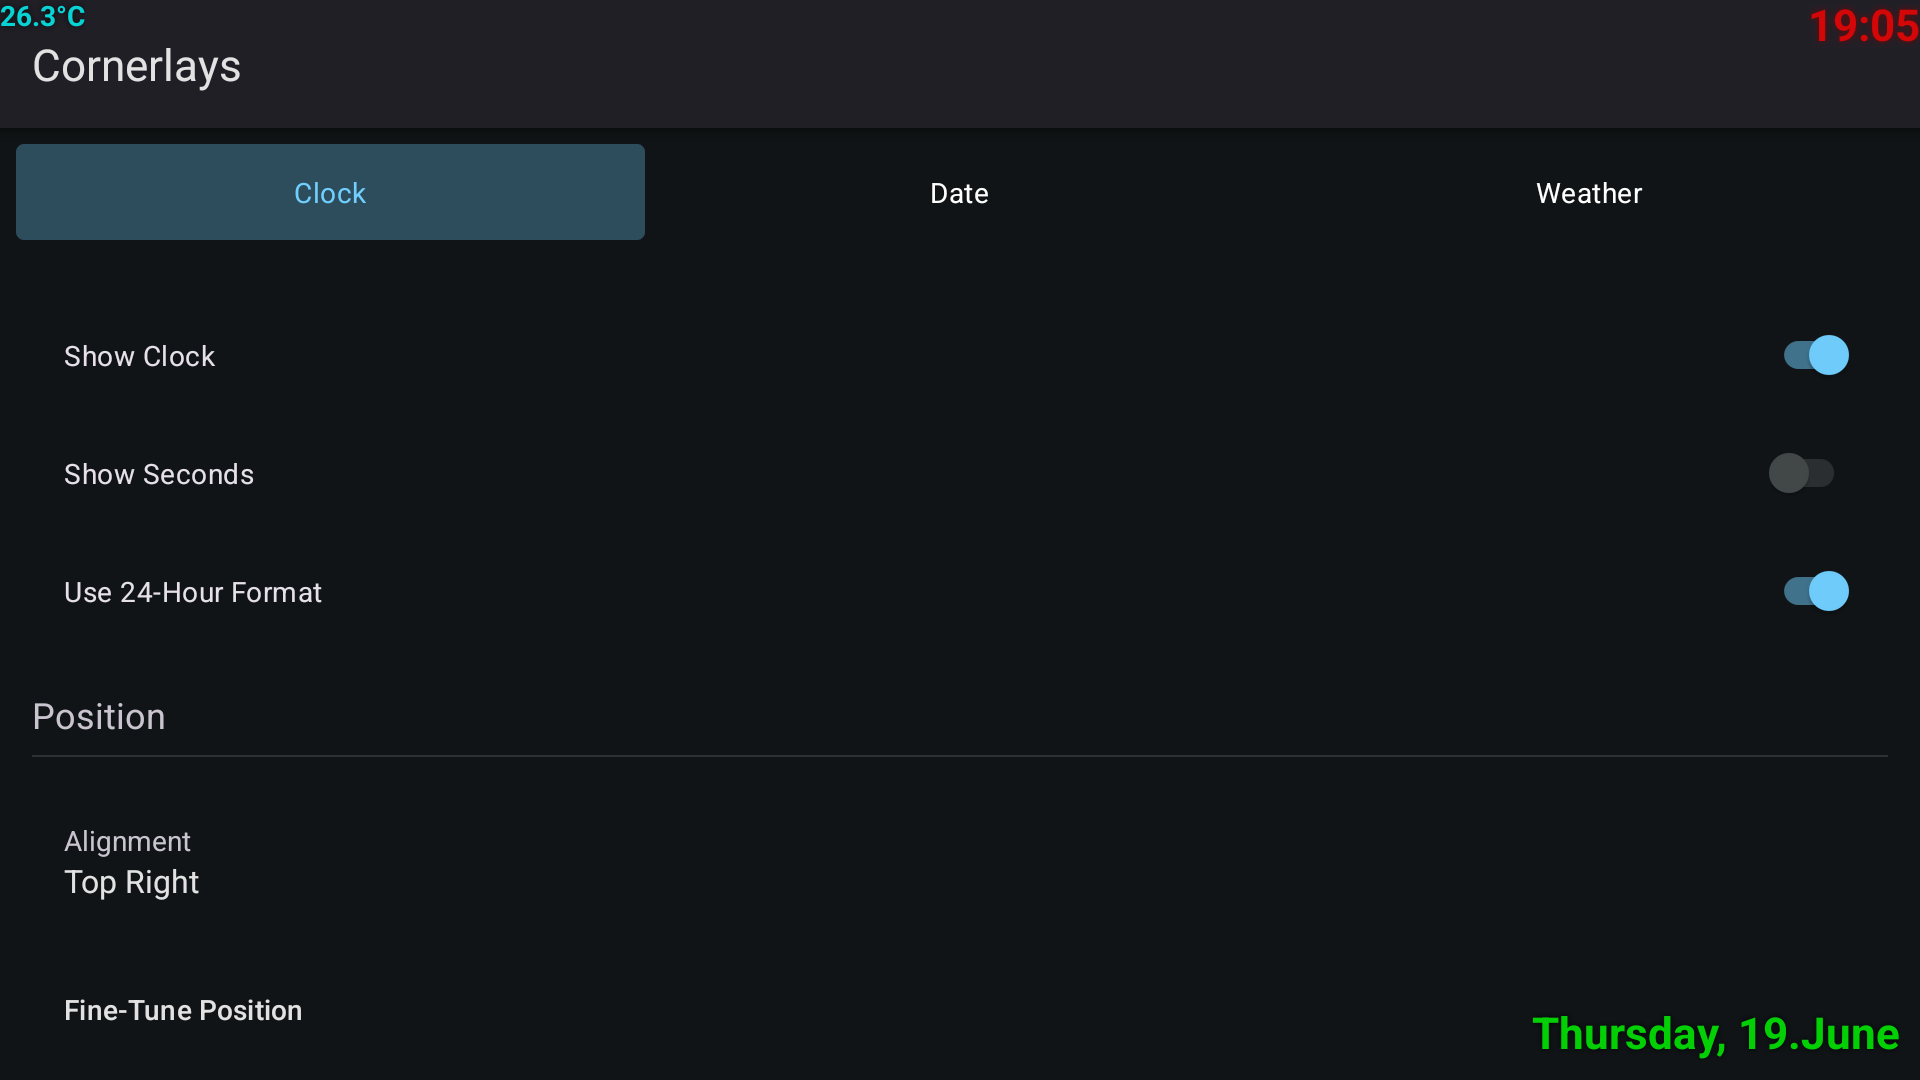 26.3°C
19:05
Cornerlays
Clock
Date
Weather
Show Clock
Show Seconds
Use 24-Hour Format
Position
Alignment
Top Right
Fine-Tune Position
Thursday, 19.June